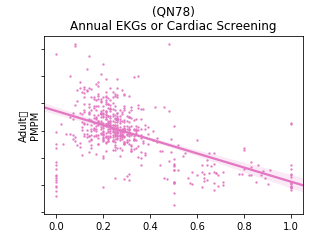 (QN78)
Annual EKGs or Cardiac Screening
Adult▯
PMPM
0.0 0.2 0.4 0.6 0.8 1.0